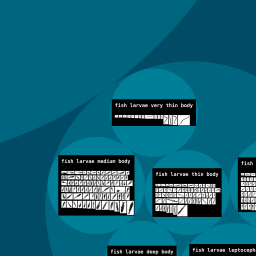 fish larvae very thin body
fish larvae medium body
fish larvae thin body
fish
fish larvae deep body
fish larvae leptoceph